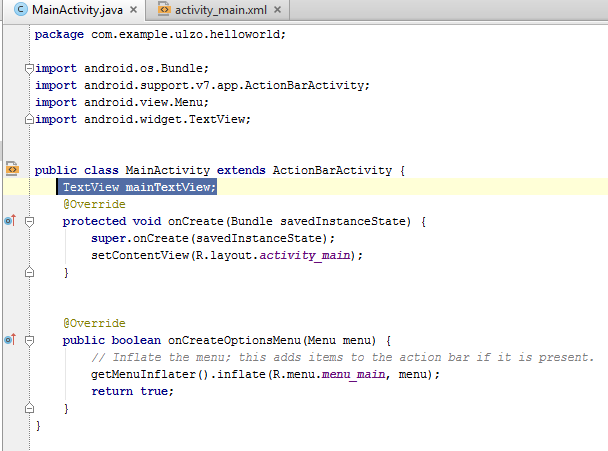 MainActivity.java × activity_main.xml ×
package com.example.ulzo.helloworld;
import android.os.Bundle;
import android.support.v7.app.ActionBarActivity;
import android.view.Menu;
import android.widget.TextView;
public class MainActivity extends ActionBarActivity {
    TextView mainTextView;
    @Override
    protected void onCreate(Bundle savedInstanceState) {
        super.onCreate(savedInstanceState);
        setContentView(R.layout.activity_main);
    }
    @Override
    public boolean onCreateOptionsMenu(Menu menu) {
        // Inflate the menu; this adds items to the action bar if it is present.
        getMenuInflater().inflate(R.menu.menu_main, menu);
        return true;
    }
}